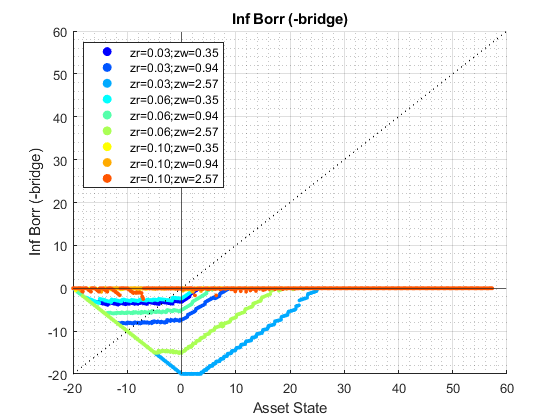 Inf Borr (-bridge)
zr=0.03;zw=0.35
zr=0.03;zw=0.94
zr=0.03;zw=2.57
zr=0.06;zw=0.35
zr=0.06;zw=0.94
zr=0.06;zw=2.57
zr=0.10;zw=0.35
zr=0.10;zw=0.94
zr=0.10;zw=2.57
Inf Borr (-bridge)
60
50
40
30
20
10
0
-10
-20
-20 -10 0 10 20 30 40 50 60
Asset State